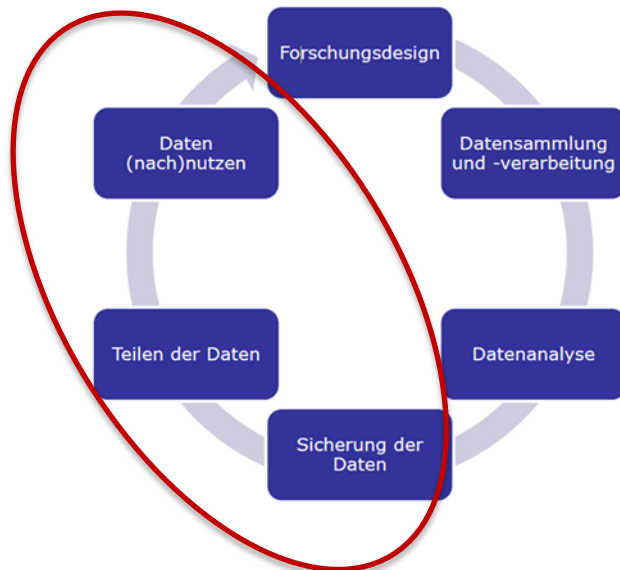 Forschungsdesign
Datensammlung
und -verarbeitung
Datenanalyse
Sicherung der
Daten
Teilen der Daten
Daten
(nach)nutzen